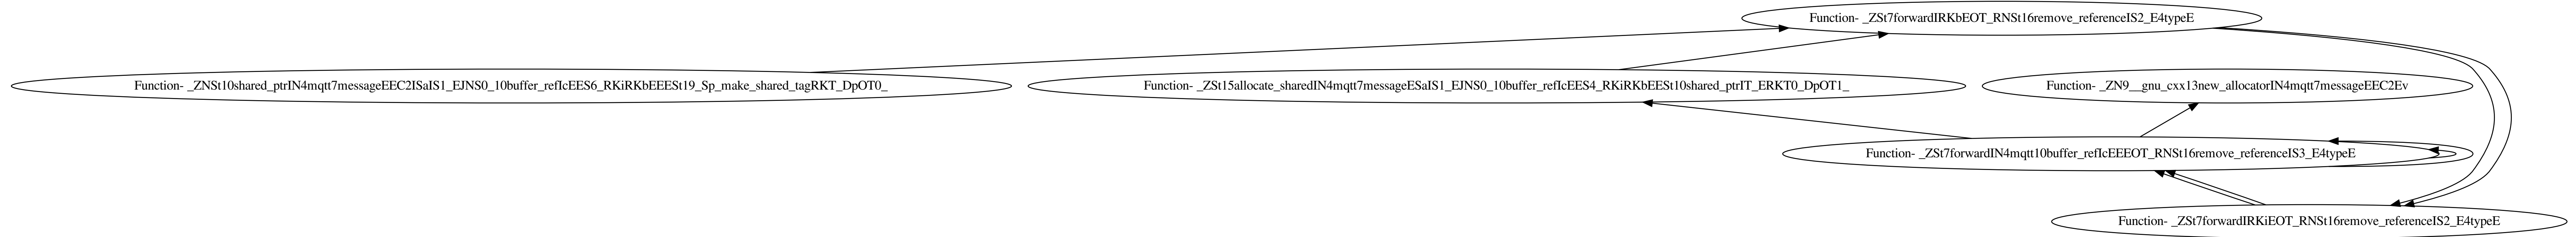 Function- _ZSt7forwardIRKbEOT_RNSt16remove_referenceIS2_E4typeE
Function- _ZNSt10shared_ptrIN4mqtt7messageEEC2ISaIS1_EJNS0_10buffer_refIcEES6_RKiRKbEEESt19_Sp_make_shared_tagRKT_DpOT0_
Function- _ZSt15allocate_sharedIN4mqtt7messageESaIS1_EJNS0_10buffer_refIcEES4_RKiRKbEESt10shared_ptrIT_ERKT0_DpOT1_
Function- _ZN9__gnu_cxx13new_allocatorIN4mqtt7messageEEC2Ev
Function- _ZSt7forwardIN4mqtt10buffer_refIcEEEOT_RNSt16remove_referenceIS3_E4typeE
Function- _ZSt7forwardIRKiEOT_RNSt16remove_referenceIS2_E4typeE